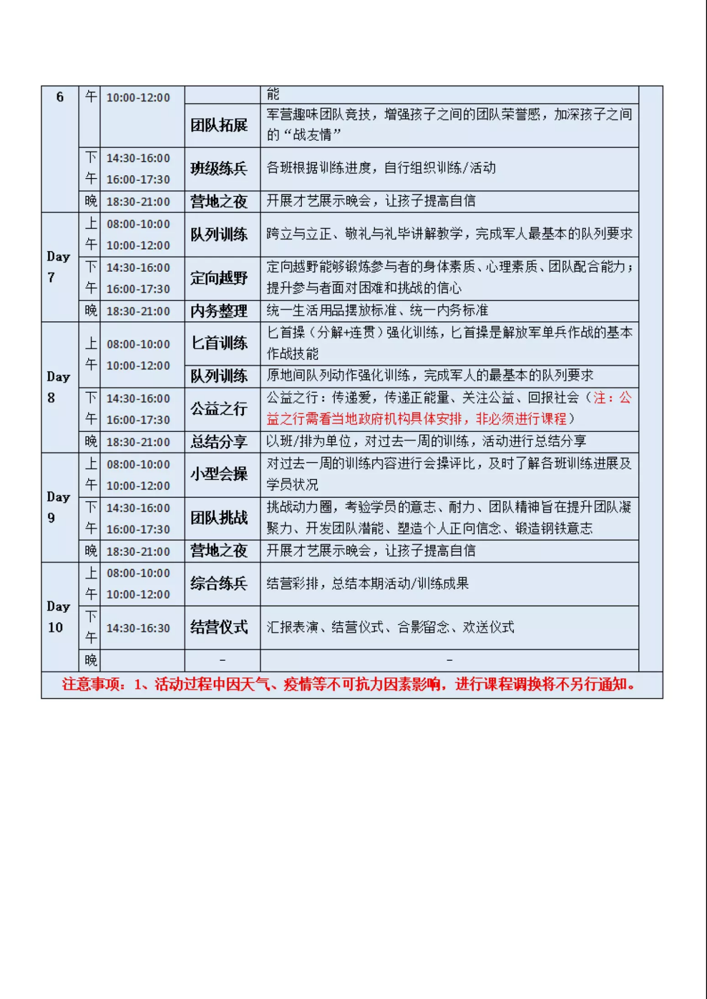 6
午
10:00-12:00
能
团队拓展
军营趣味团队竞技，增强孩子之间的团队荣誉感，加深孩子之间
的“战友情”
下
午
14:30-16:00
16:00-17:30
班级练兵
各班根据训练进度，自行组织训练/活动
晚
18:30-21:00
营地之夜
开展才艺展示晚会，让孩子提高自信
Day
7
上
午
08:00-10:00
10:00-12:00
队列训练
跨立与立正、敬礼与礼毕讲解教学，完成军人最基本的队列要求
下
午
14:30-16:00
16:00-17:30
定向越野
定向越野能够锻炼参与者的身体素质、心理素质、团队配合能力；
提升参与者面对困难和挑战的信心
晚
18:30-21:00
内务整理
统一生活用品摆放标准、统一内务标准
Day
8
上
午
08:00-10:00
10:00-12:00
匕首训练
匕首操（分解+连贯）强化训练，匕首操是解放军单兵作战的基本
作战技能
队列训练
原地间队列动作强化训练，完成军人的最基本的队列要求
下
午
14:30-16:00
16:00-17:30
公益之行
公益之行：传递爱，传递正能量、关注公益、回报社会（注：公
益之行需看当地政府机构具体安排，非必须进行课程）
晚
18:30-21:00
总结分享
以班/排为单位，对过去一周的训练，活动进行总结分享
Day
9
上
午
08:00-10:00
10:00-12:00
小型会操
对过去一周的训练内容进行会操评比，及时了解各班训练进展及
学员状况
下
午
14:30-16:00
16:00-17:30
团队挑战
挑战动力圈，考验学员的意志、耐力、团队精神旨在提升团队凝
聚力、开发团队潜能、塑造个人正向信念、锻造钢铁意志
晚
18:30-21:00
营地之夜
开展才艺展示晚会，让孩子提高自信
Day
10
上
午
08:00-10:00
10:00-12:00
综合练兵
结营彩排，总结本期活动/训练成果
下
午
14:30-16:30
结营仪式
汇报表演、结营仪式、合影留念、欢送仪式
晚
–
–
注意事项：1、活动过程中因天气、疫情等不可抗力因素影响，进行课程调换将不另行通知。